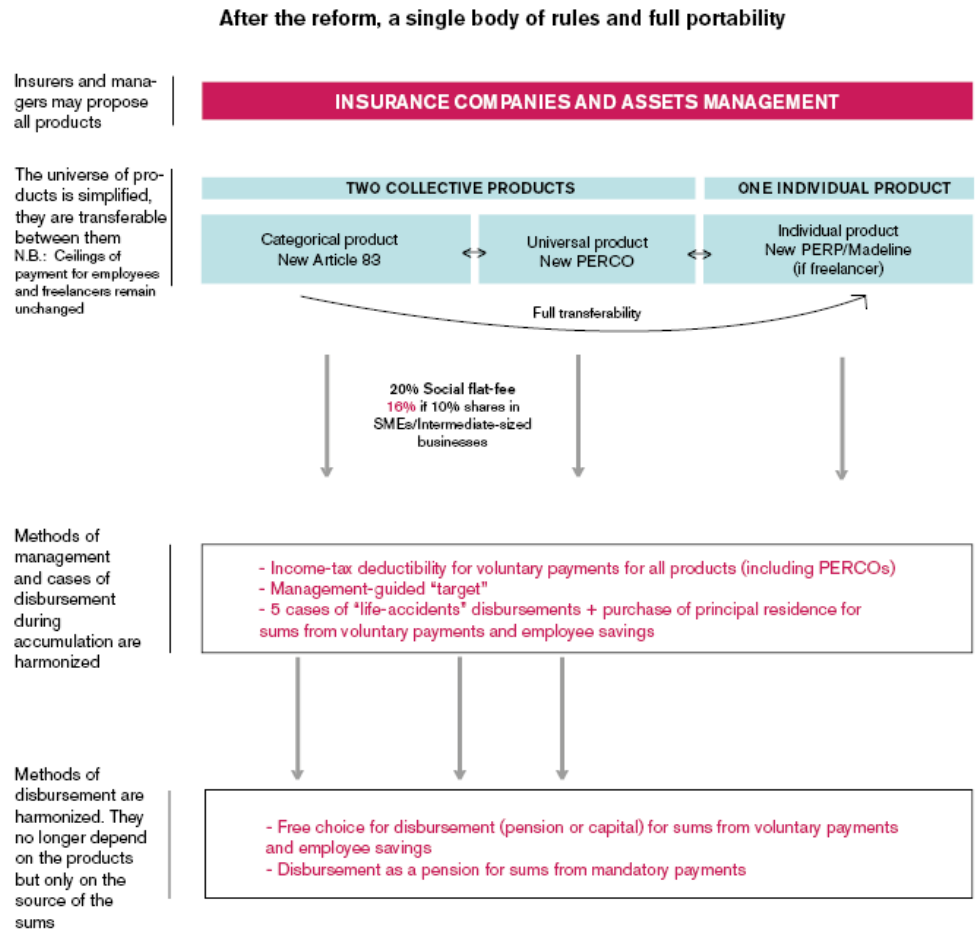 After the reform, a single body of rules and full portability
Insurers and mana-
gers may propose
all products
INSURANCE COMPANIES AND ASSETS MANAGEMENT
The universe of pro-
ducts is simplified,
they are transferable
between them
N.B.: Ceilings of
payment for employees
and freelancers remain
unchanged
TWO COLLECTIVE PRODUCTS
ONE INDIVIDUAL PRODUCT
Categorical product
New Article 83
Universal product
New PERCO
Individual product
New PERP/Madeline
(if freelancer)
Full transferability
20% Social flat-fee
16% if 10% shares in
SMEs/Intermediate-sized
businesses
Methods of
management
and cases of
disbursement
during
accumulation are
harmonized
- Income-tax deductibility for voluntary payments for all products (including PERCOs)
- Management-guided "target"
- 5 cases of "life-accidents" disbursements + purchase of principal residence for
sums from voluntary payments and employee savings
Methods of
disbursement are
harmonized. They
no longer depend
on the products
but only on the
source of the
sums
- Free choice for disbursement (pension or capital) for sums from voluntary payments
and employee savings
- Disbursement as a pension for sums from mandatory payments